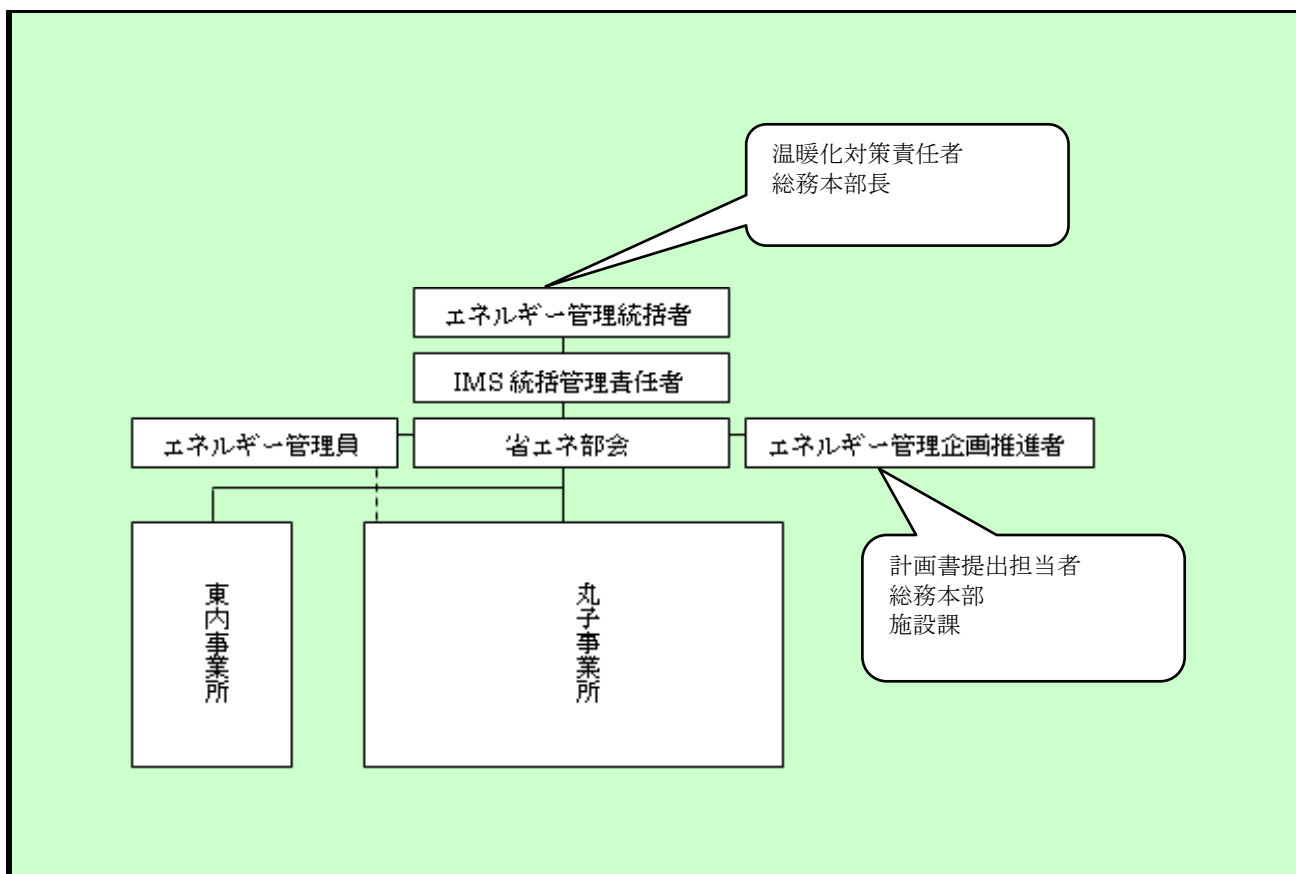 温暖化対策責任者
総務本部長
エネルギー管理統括者
IMS 統括管理責任者
エネルギー管理員
省エネ部会
エネルギー管理企画推進者
計画書提出担当者
総務本部
施設課
東内事業所
丸子事業所